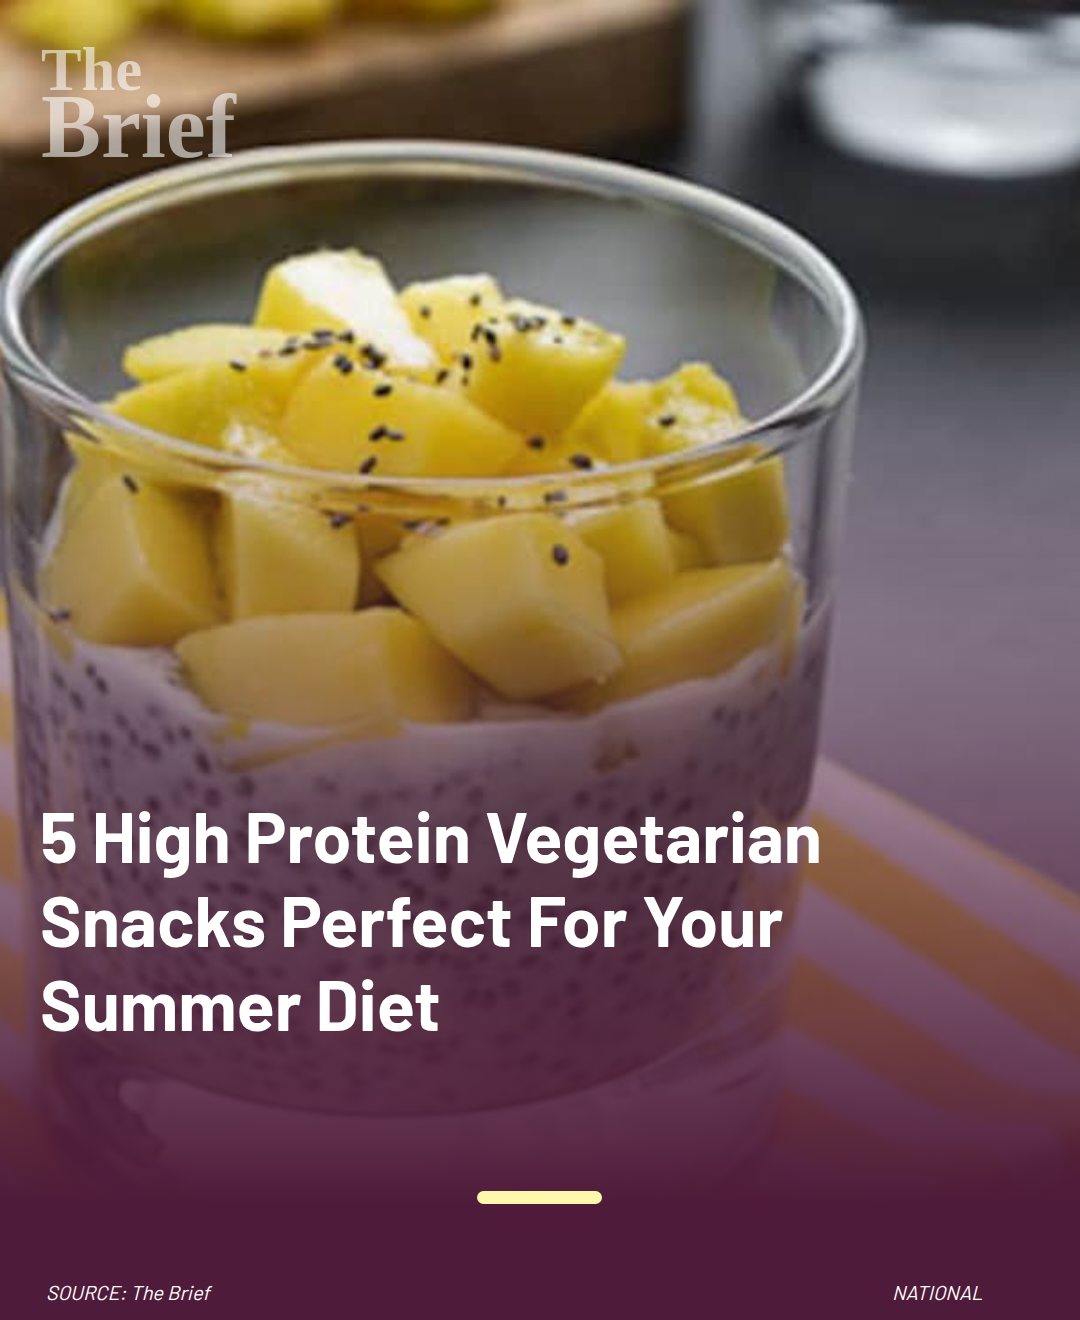 The
Brief
5 High Protein Vegetarian
Snacks Perfect For Your
Summer Diet
SOURCE: The Brief
NATIONAL